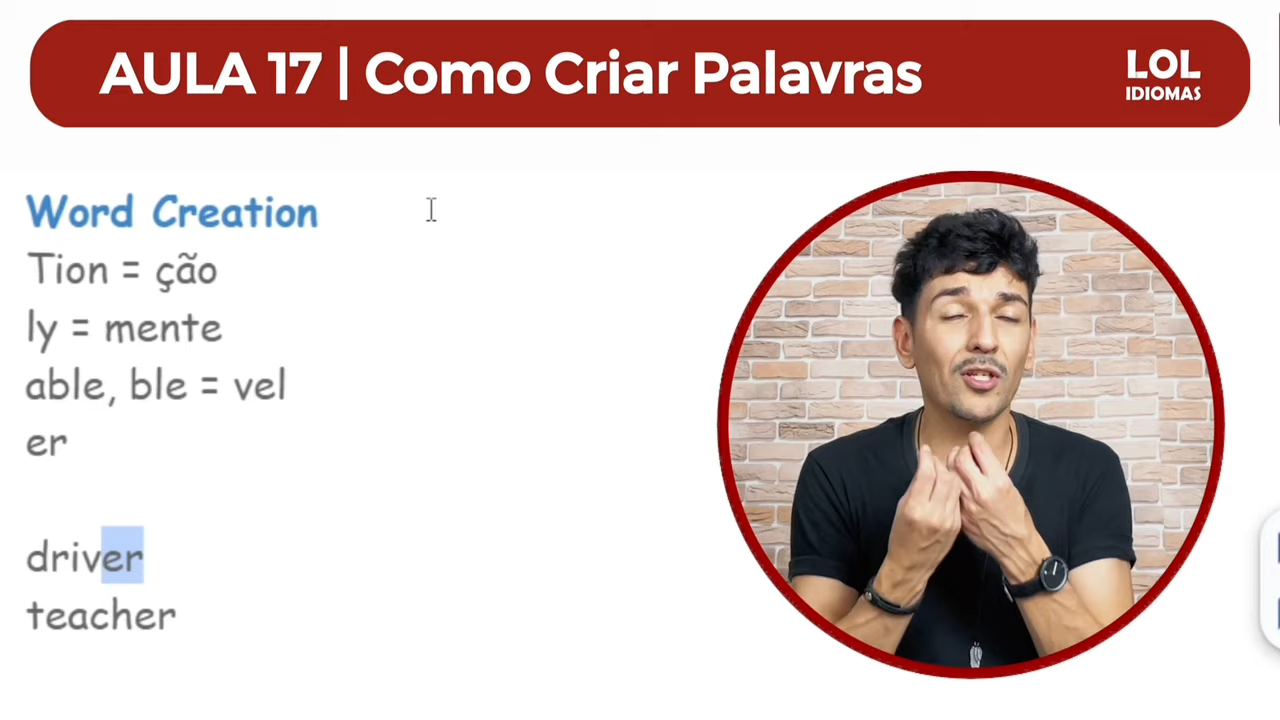 AULA 17 | Como Criar Palavras
LOL
IDIOMAS
Word Creation
Tion = ção
ly = mente
able, ble = vel
er
driver
teacher